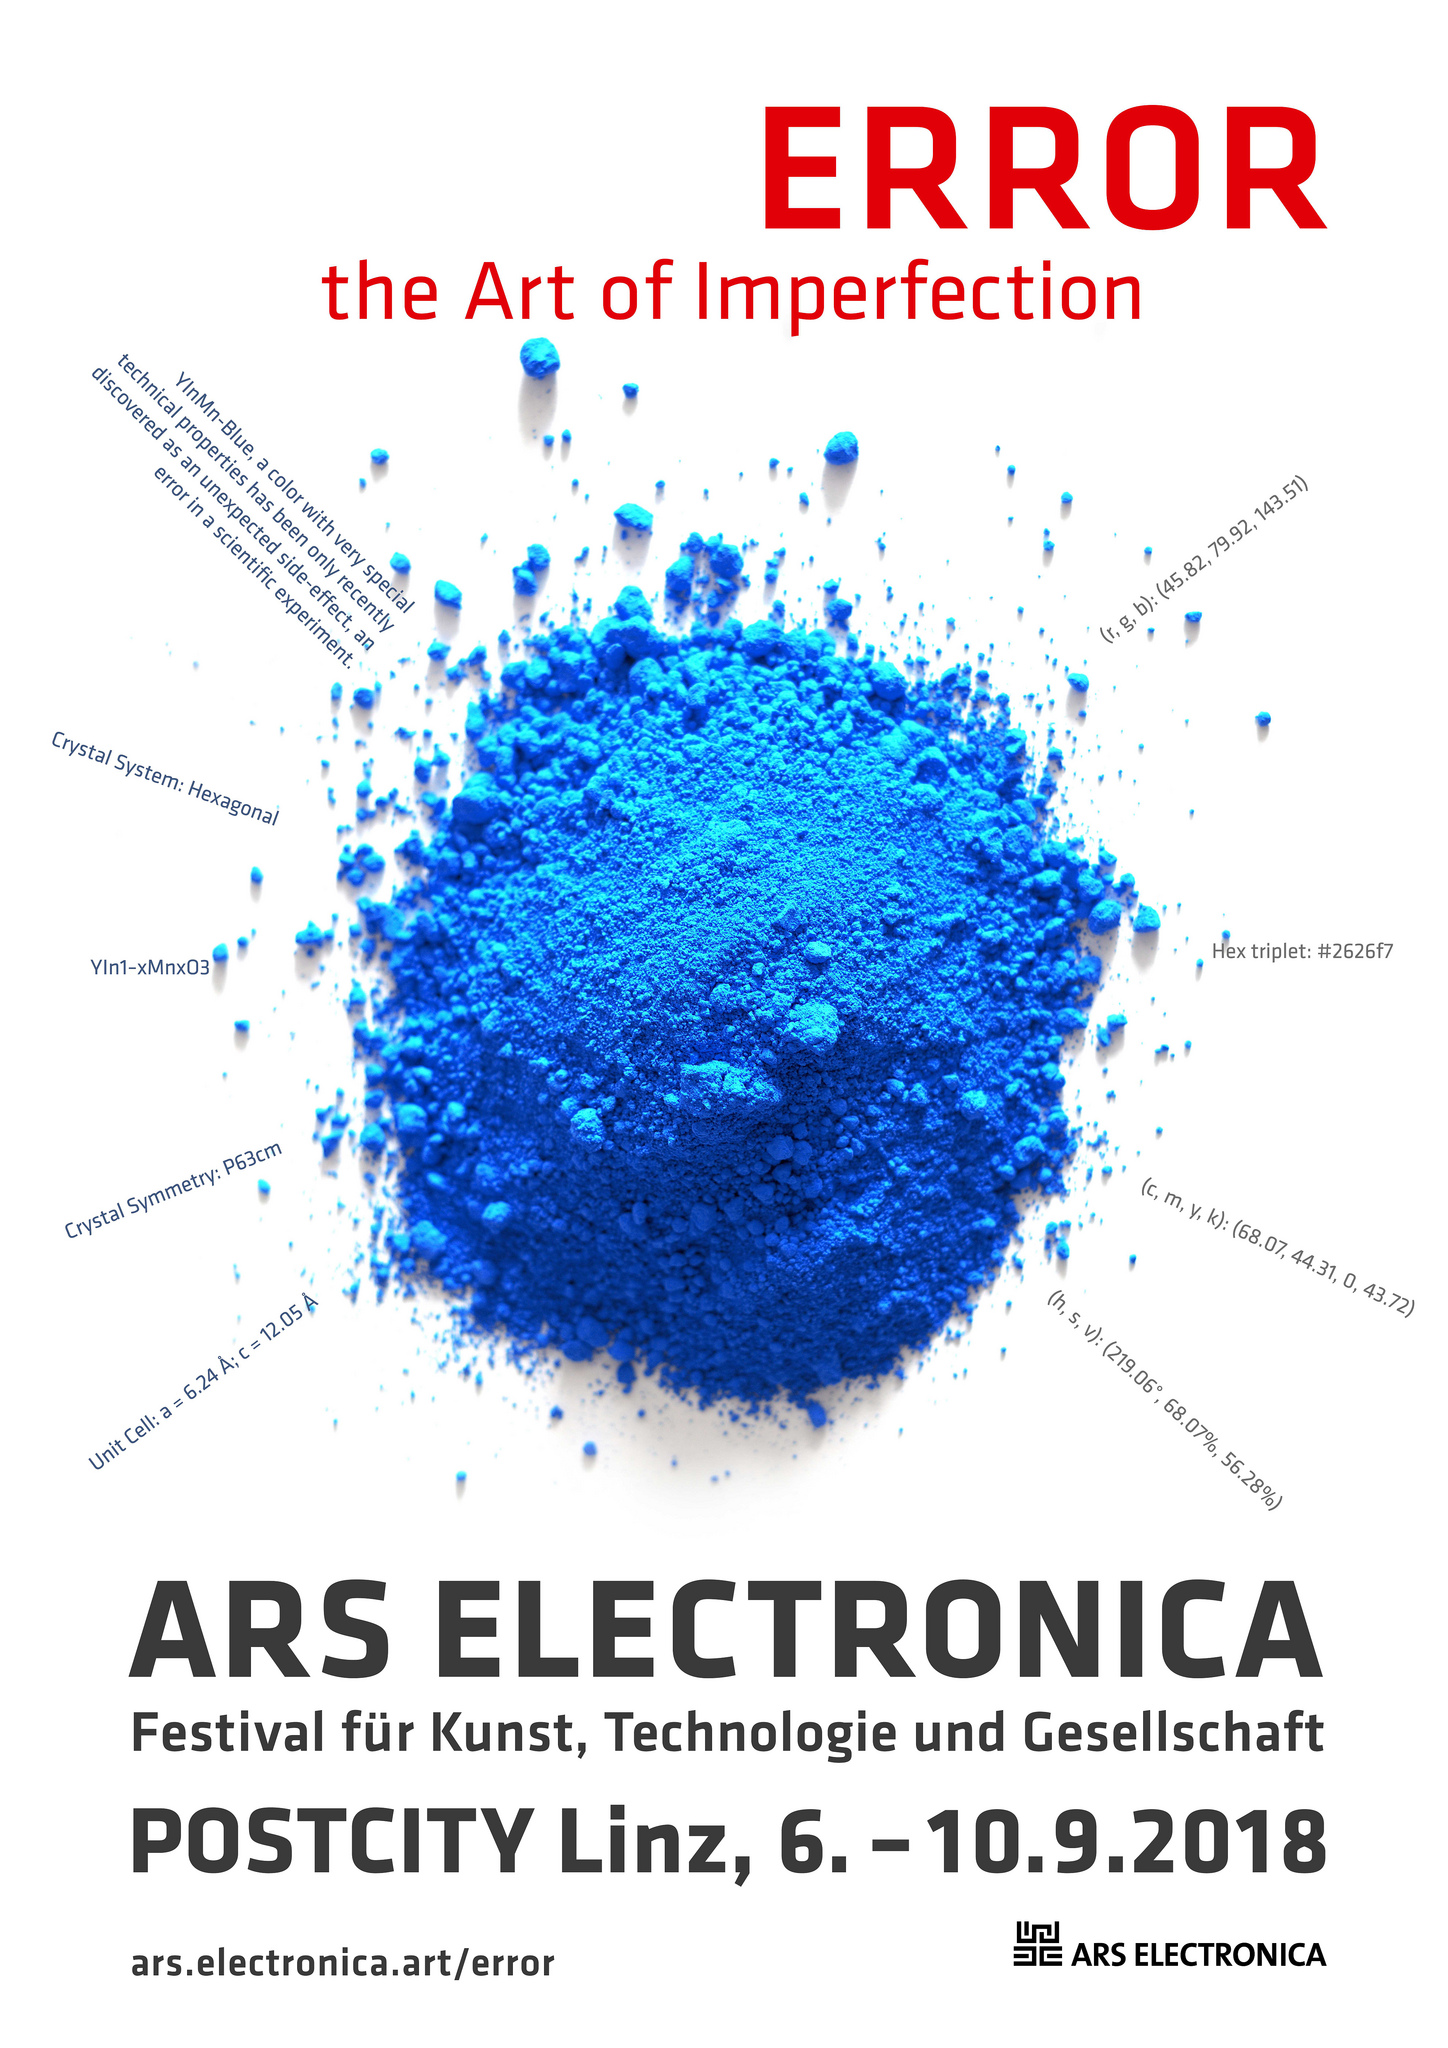 ERROR
the Art of Imperfection
YInMn-Blue, a color with very special
technical properties has been only recently
discovered as an unexpected side-effect, an
error in a scientific experiment.
(r, g, b): (45.82, 79.92, 143.51)
Crystal System: Hexagonal
Hex triplet: #2626f7
YIn1-xMnxO3
Crystal Symmetry: P63cm
(c, m, y, k): (68.07, 44.31, 0, 43.72)
Unit Cell: a = 6.24 Å; c = 12.05 Å
(h, s, v): (219.06°, 68.07%, 56.28%)
ARS ELECTRONICA
Festival für Kunst, Technologie und Gesellschaft
POSTCITY Linz, 6. – 10.9.2018
ars.electronica.art/error
ARS ELECTRONICA